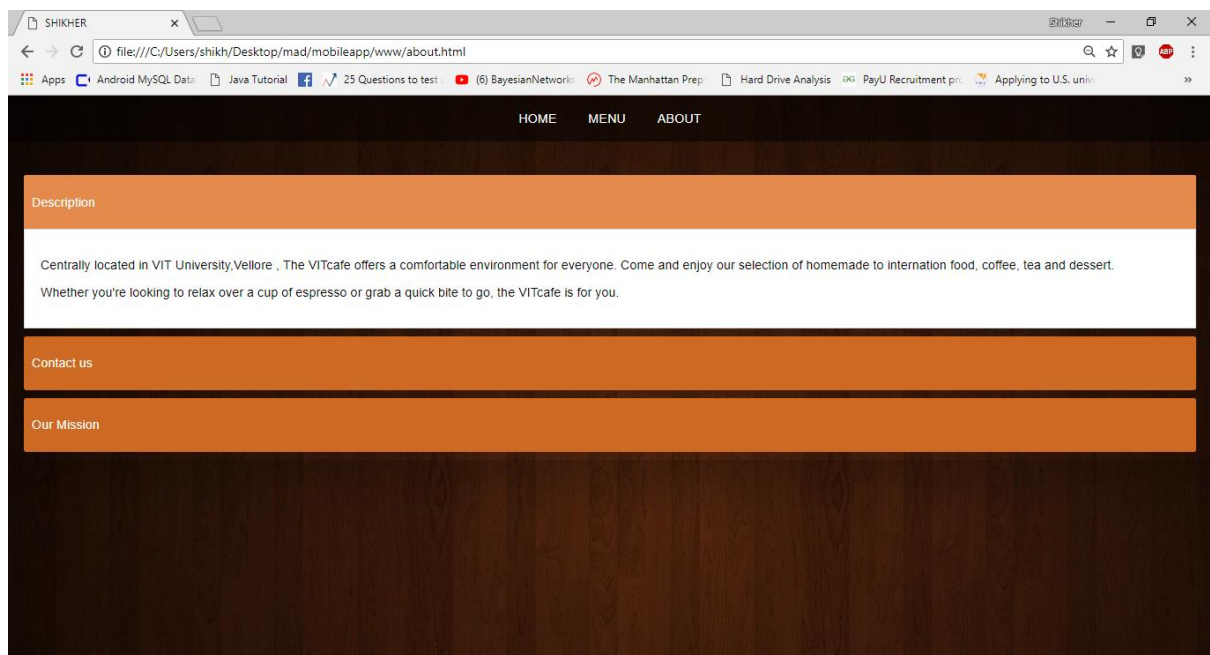 SHIKHER
Shikher
file:///C:/Users/shikh/Desktop/mad/mobileapp/www/about.html
ABP
Apps Android MySQL Data Java Tutorial 25 Questions to test (6) BayesianNetworks The Manhattan Prep Hard Drive Analysis PayU Recruitment pro Applying to U.S. univ
HOME MENU ABOUT
Description
Centrally located in VIT University,Vellore , The VITcafe offers a comfortable environment for everyone. Come and enjoy our selection of homemade to internation food, coffee, tea and dessert.
Whether you're looking to relax over a cup of espresso or grab a quick bite to go, the VITcafe is for you.
Contact us
Our Mission